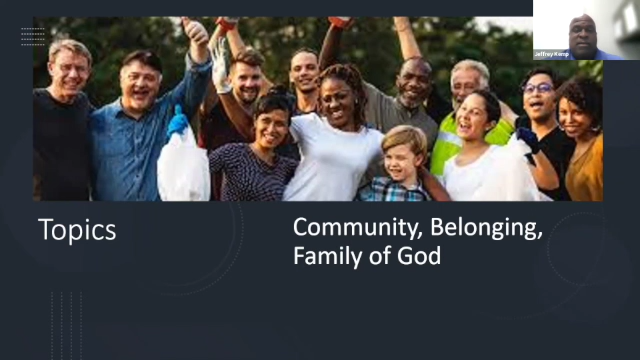 Jeffrey Kemp
Topics
Community, Belonging,
Family of God